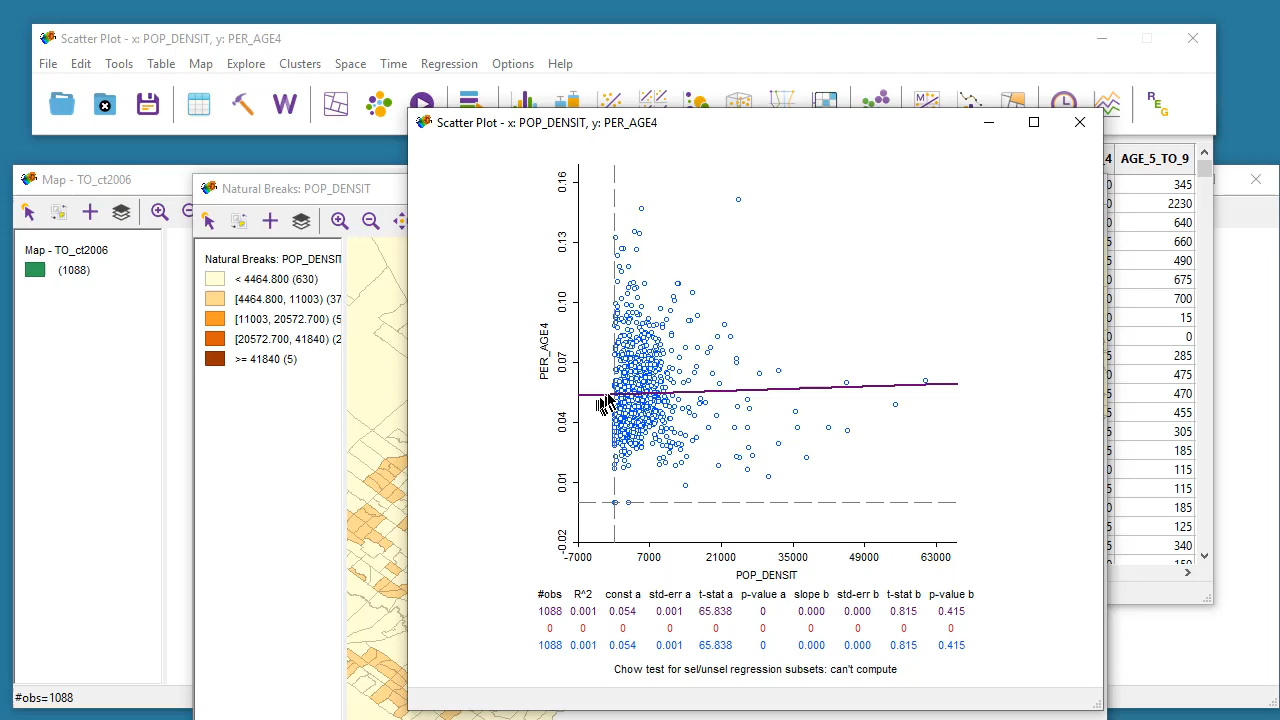 Scatter Plot - x: POP_DENSIT, y: PER_AGE4
File Edit Tools Table Map Explore Clusters Space Time Regression Options Help
W
REG
Scatter Plot - x: POP_DENSIT, y: PER_AGE4
Map - TO_ct2006
Map - TO_ct2006
(1088)
#obs=1088
Natural Breaks: POP_DENSIT
Natural Breaks: POP_DENSIT
< 4464.800 (630)
[4464.800, 11003) (37
[11003, 20572.700) (5
[20572.700, 41840) (2
>= 41840 (5)
PER_AGE4
0.16
0.13
0.10
0.07
0.04
0.01
-0.02
-7000 7000 21000 35000 49000 63000
POP_DENSIT
#obs R^2 const a std-err a t-stat a p-value a slope b std-err b t-stat b p-value b
1088 0.001 0.054 0.001 65.838 0 0.000 0.000 0.815 0.415
0 0 0 0 0 0 0 0 0 0
1088 0.001 0.054 0.001 65.838 0 0.000 0.000 0.815 0.415
Chow test for sel/unsel regression subsets: can't compute
4 AGE_5_TO_9
345
2230
640
660
490
675
700
15
0
285
475
470
455
305
185
115
115
185
125
340
150